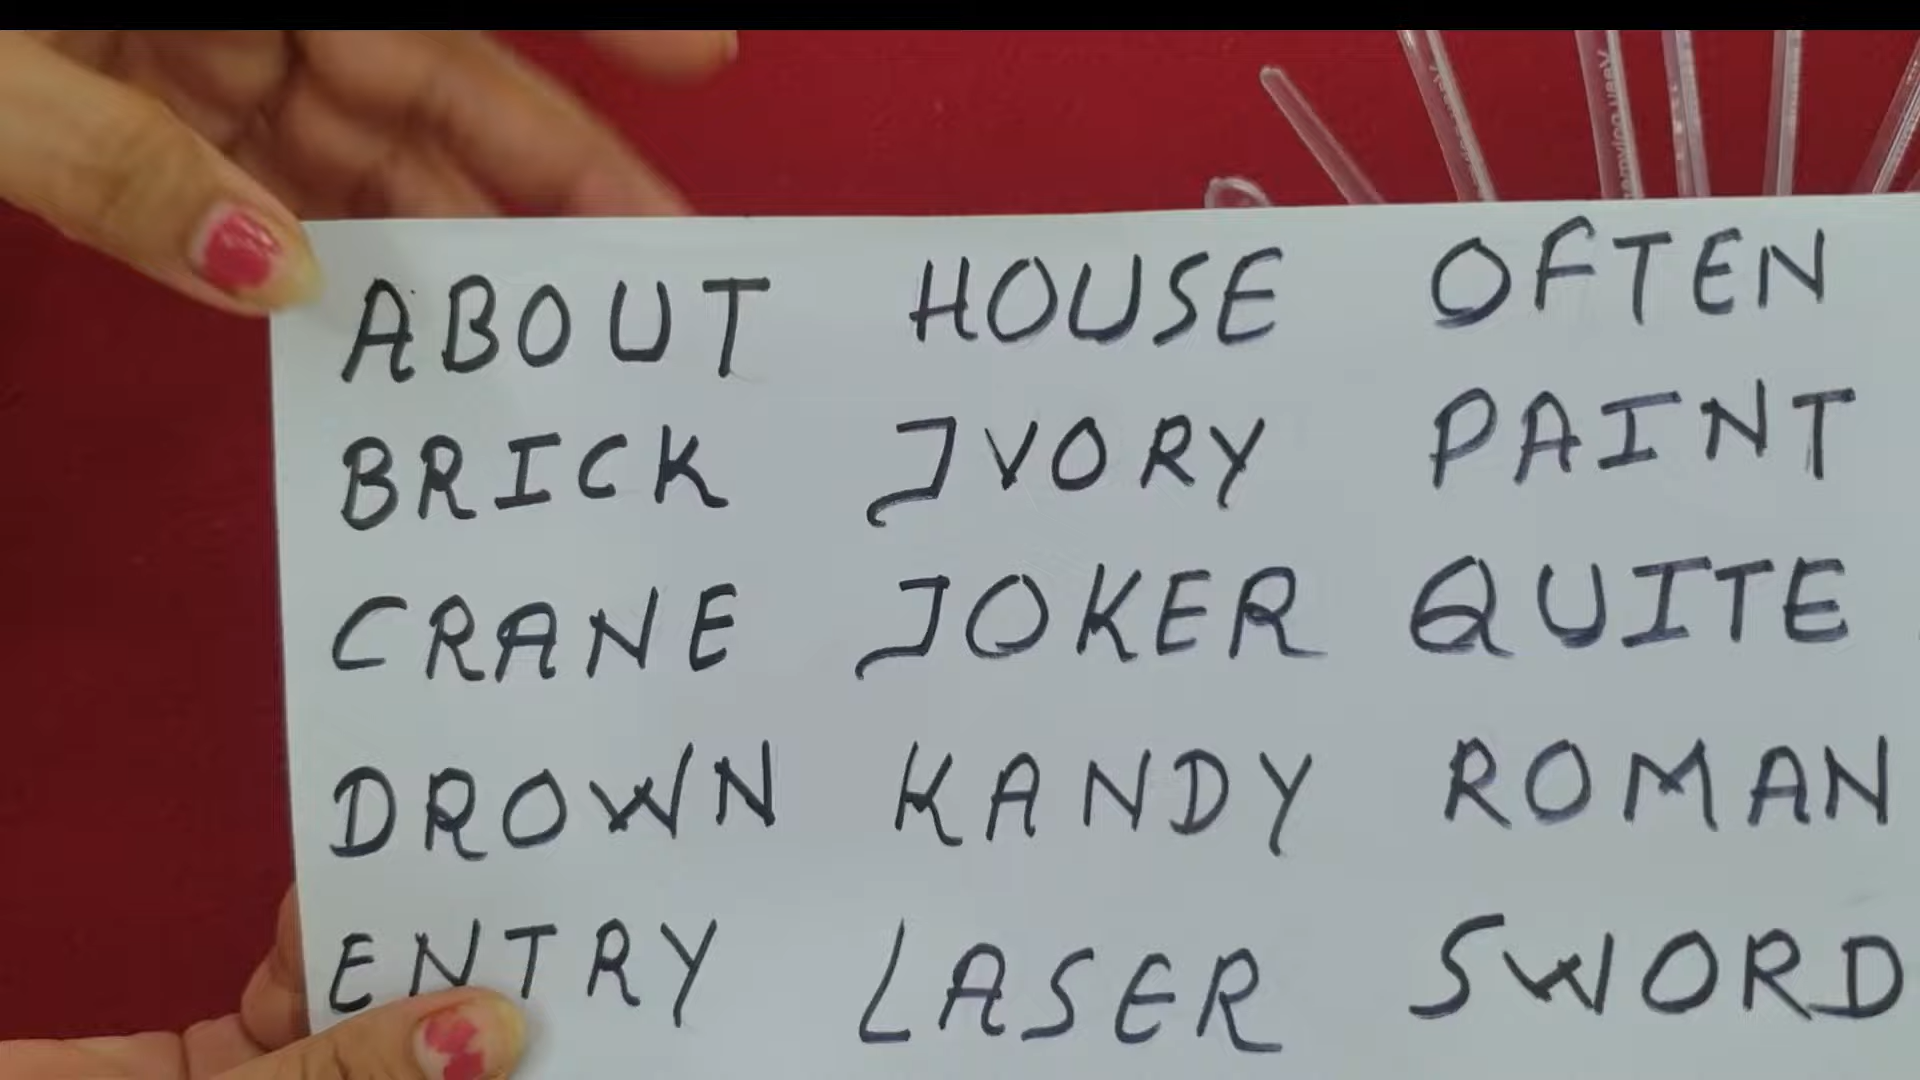 ABOUT HOUSE OFTEN
BRICK IVORY PAINT
CRANE JOKER QUITE
DROWN KANDY ROMAN
ENTRY LASER SWORD